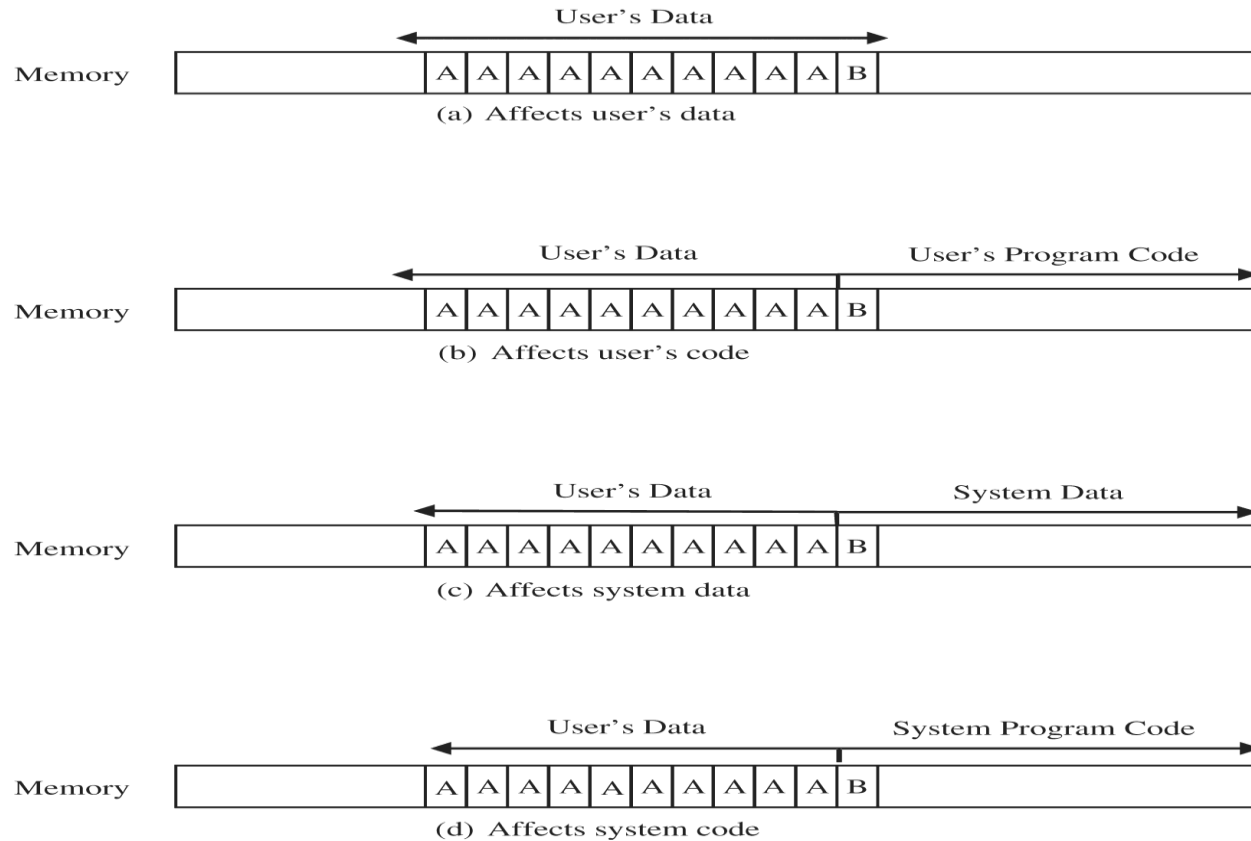 User’s Data
Memory A A A A A A A A A A B
(a) Affects user’s data
User’s Data User’s Program Code
Memory A A A A A A A A A A B
(b) Affects user’s code
User’s Data System Data
Memory A A A A A A A A A A B
(c) Affects system data
User’s Data System Program Code
Memory A A A A A A A A A A B
(d) Affects system code